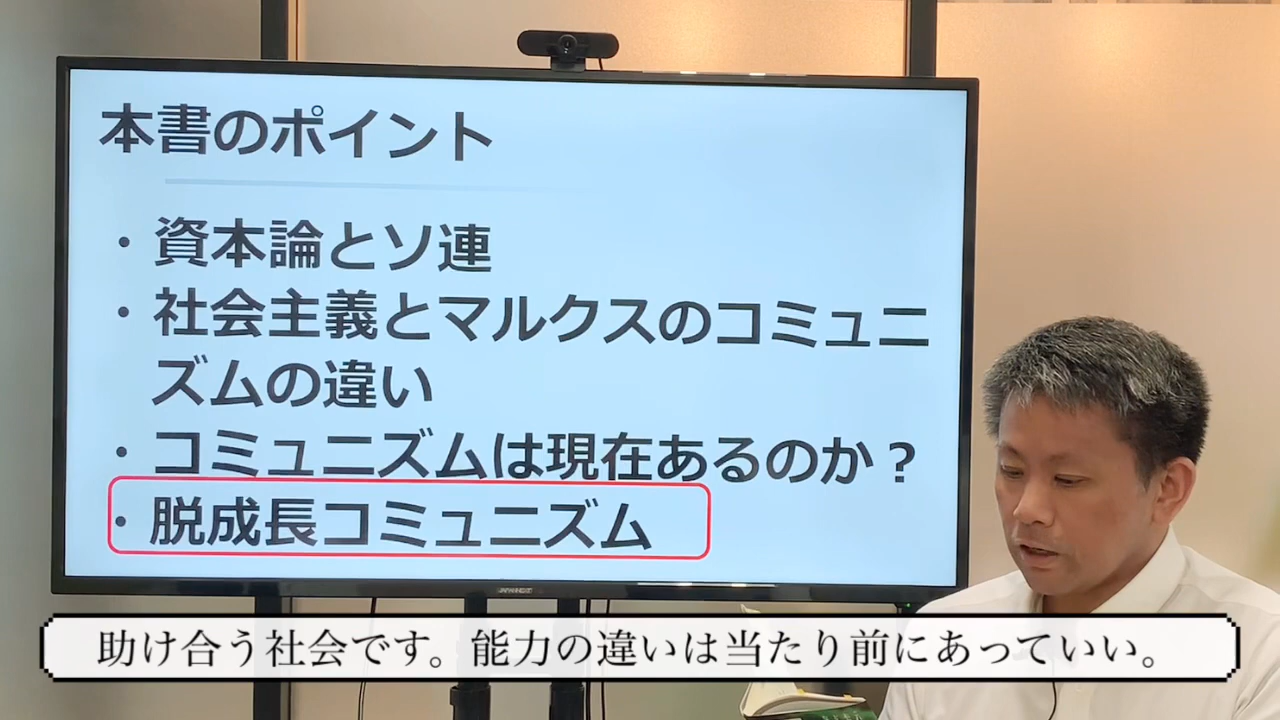 本書のポイント
・資本論とソ連
・社会主義とマルクスのコミュニ
ズムの違い
・コミュニズムは現在あるのか？
・脱成長コミュニズム
助け合う社会です。能力の違いは当たり前にあっていい。